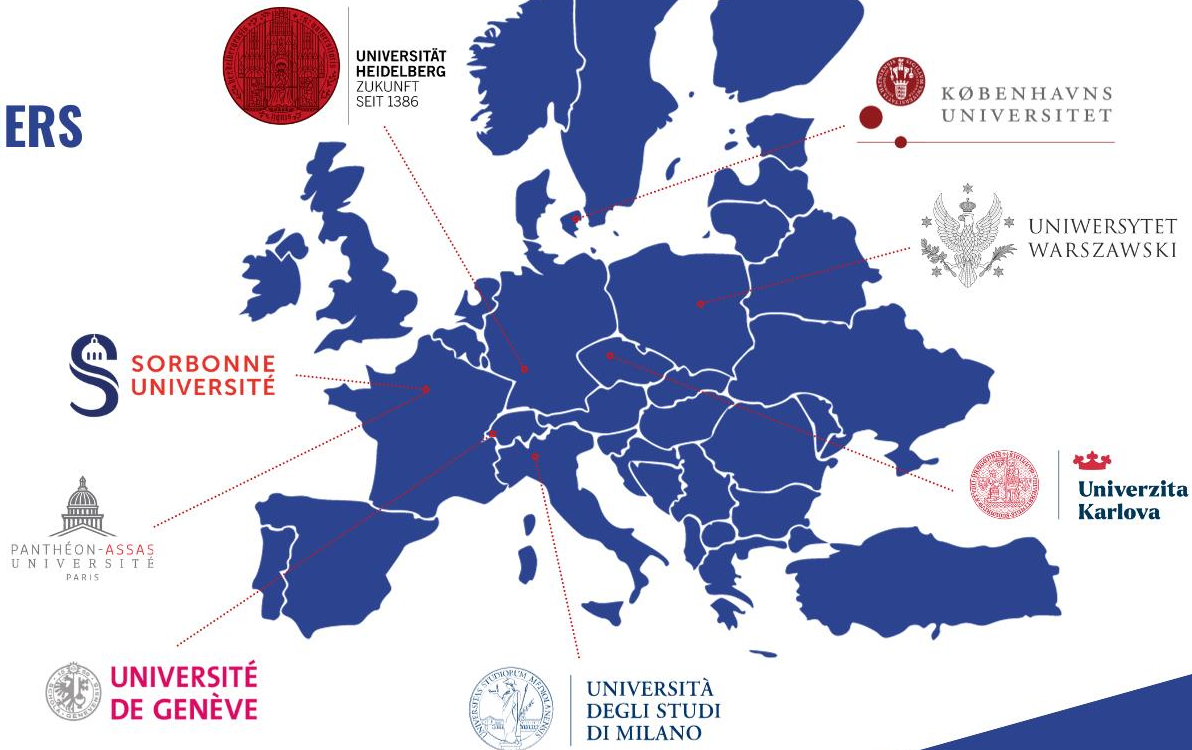 ERS
UNIVERSITÄT
HEIDELBERG
ZUKUNFT
SEIT 1386
KØBENHAVNS
UNIVERSITET
UNIWERSYTET
WARSZAWSKI
SORBONNE
UNIVERSITÉ
PANTHÉON-ASSAS
UNIVERSITÉ
PARIS
Univerzita
Karlova
UNIVERSITÉ
DE GENÈVE
UNIVERSITÀ
DEGLI STUDI
DI MILANO